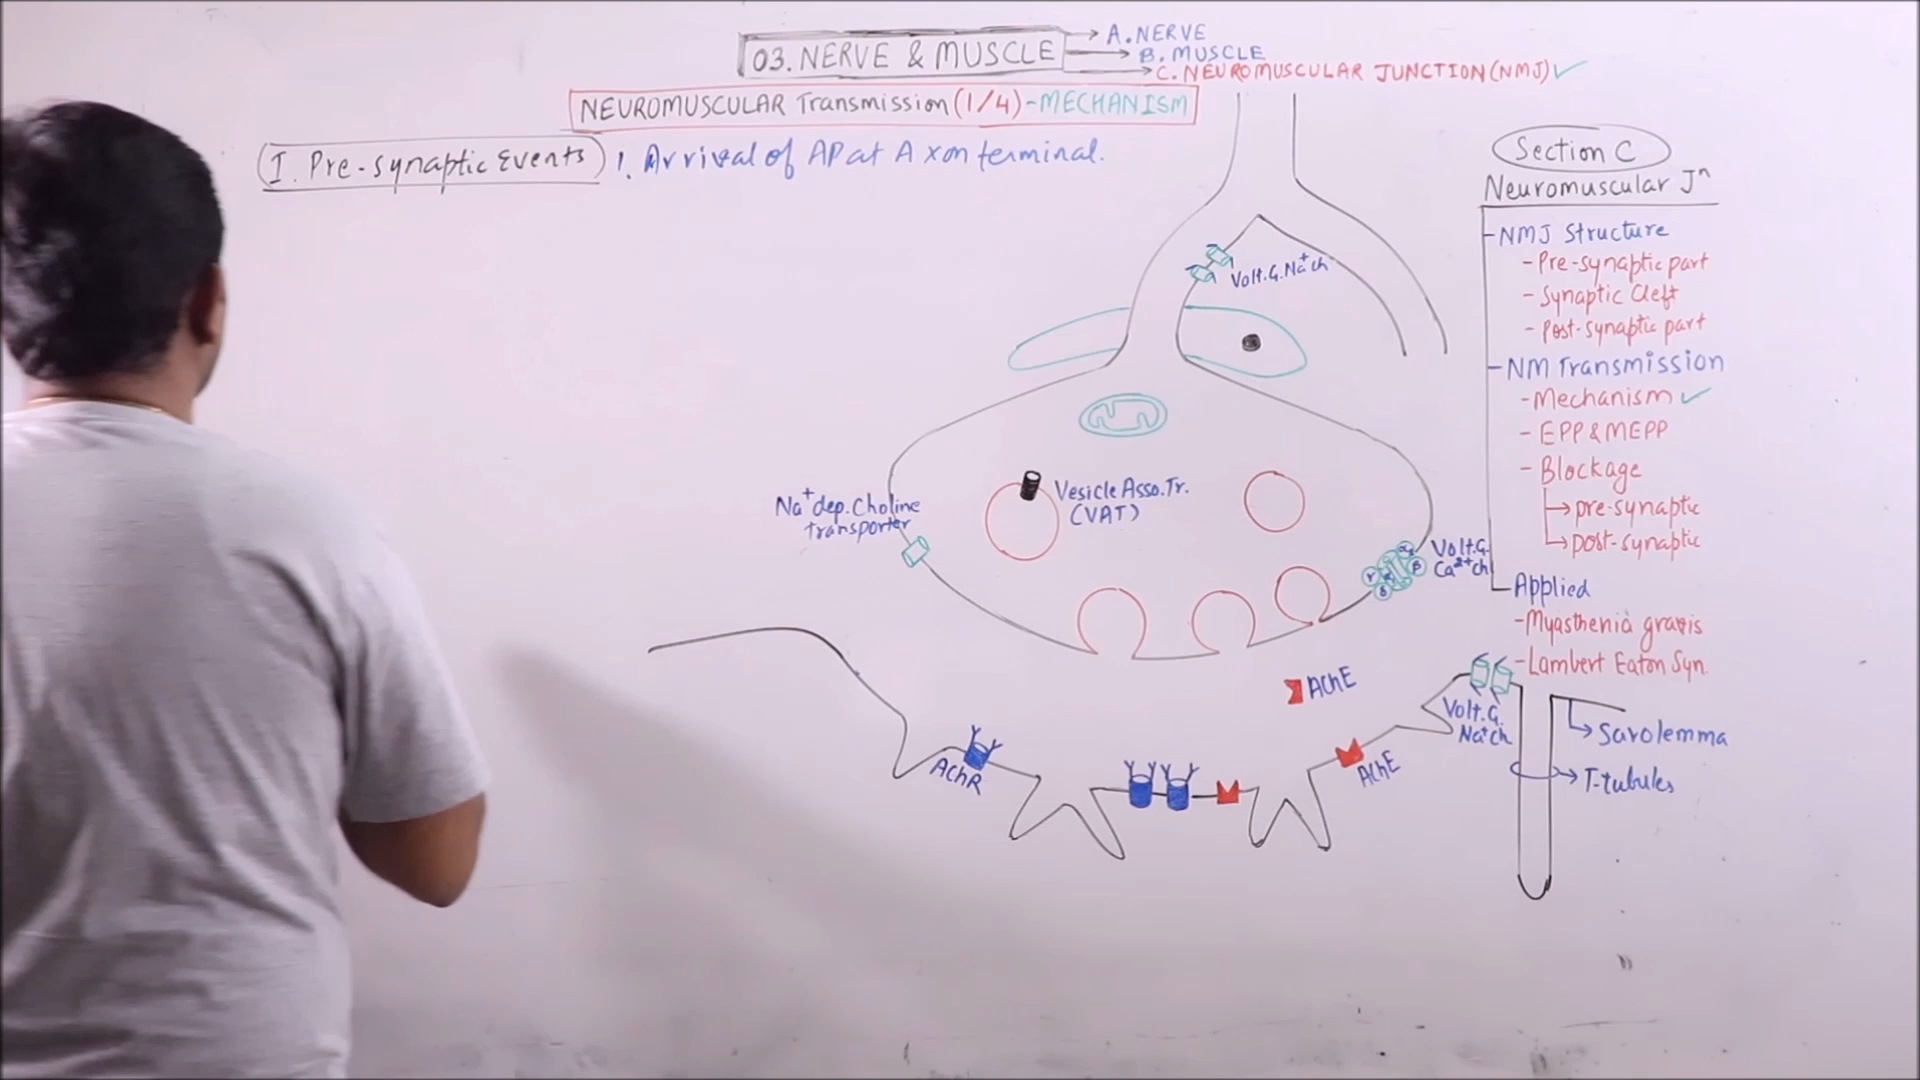 03. NERVE & MUSCLE
A. NERVE
B. MUSCLE
C. NEUROMUSCULAR JUNCTION (NMJ) ✓
NEUROMUSCULAR Transmission (1/4) - MECHANISM
I. Pre-synaptic Events
1. Arrival of AP at Axon terminal.
Volt.G.Na⁺ch
Na⁺dep.Choline
transporter
Vesicle Asso.Tr.
(VAT)
Volt.G.
Ca²⁺ch
α₂
γ
α₁
β
δ
AChE
AchR
AChE
Volt.G.
Na⁺ch
Sarolemma
T-tubules
Section C
Neuromuscular Jⁿ
NMJ Structure
- Pre-synaptic part
- Synaptic Cleft
- Post-synaptic part
NM Transmission
- Mechanism ✓
- EPP & MEPP
- Blockage
pre-synaptic
post-synaptic
Applied
- Myasthenia gravis
- Lambert Eaton Syn.